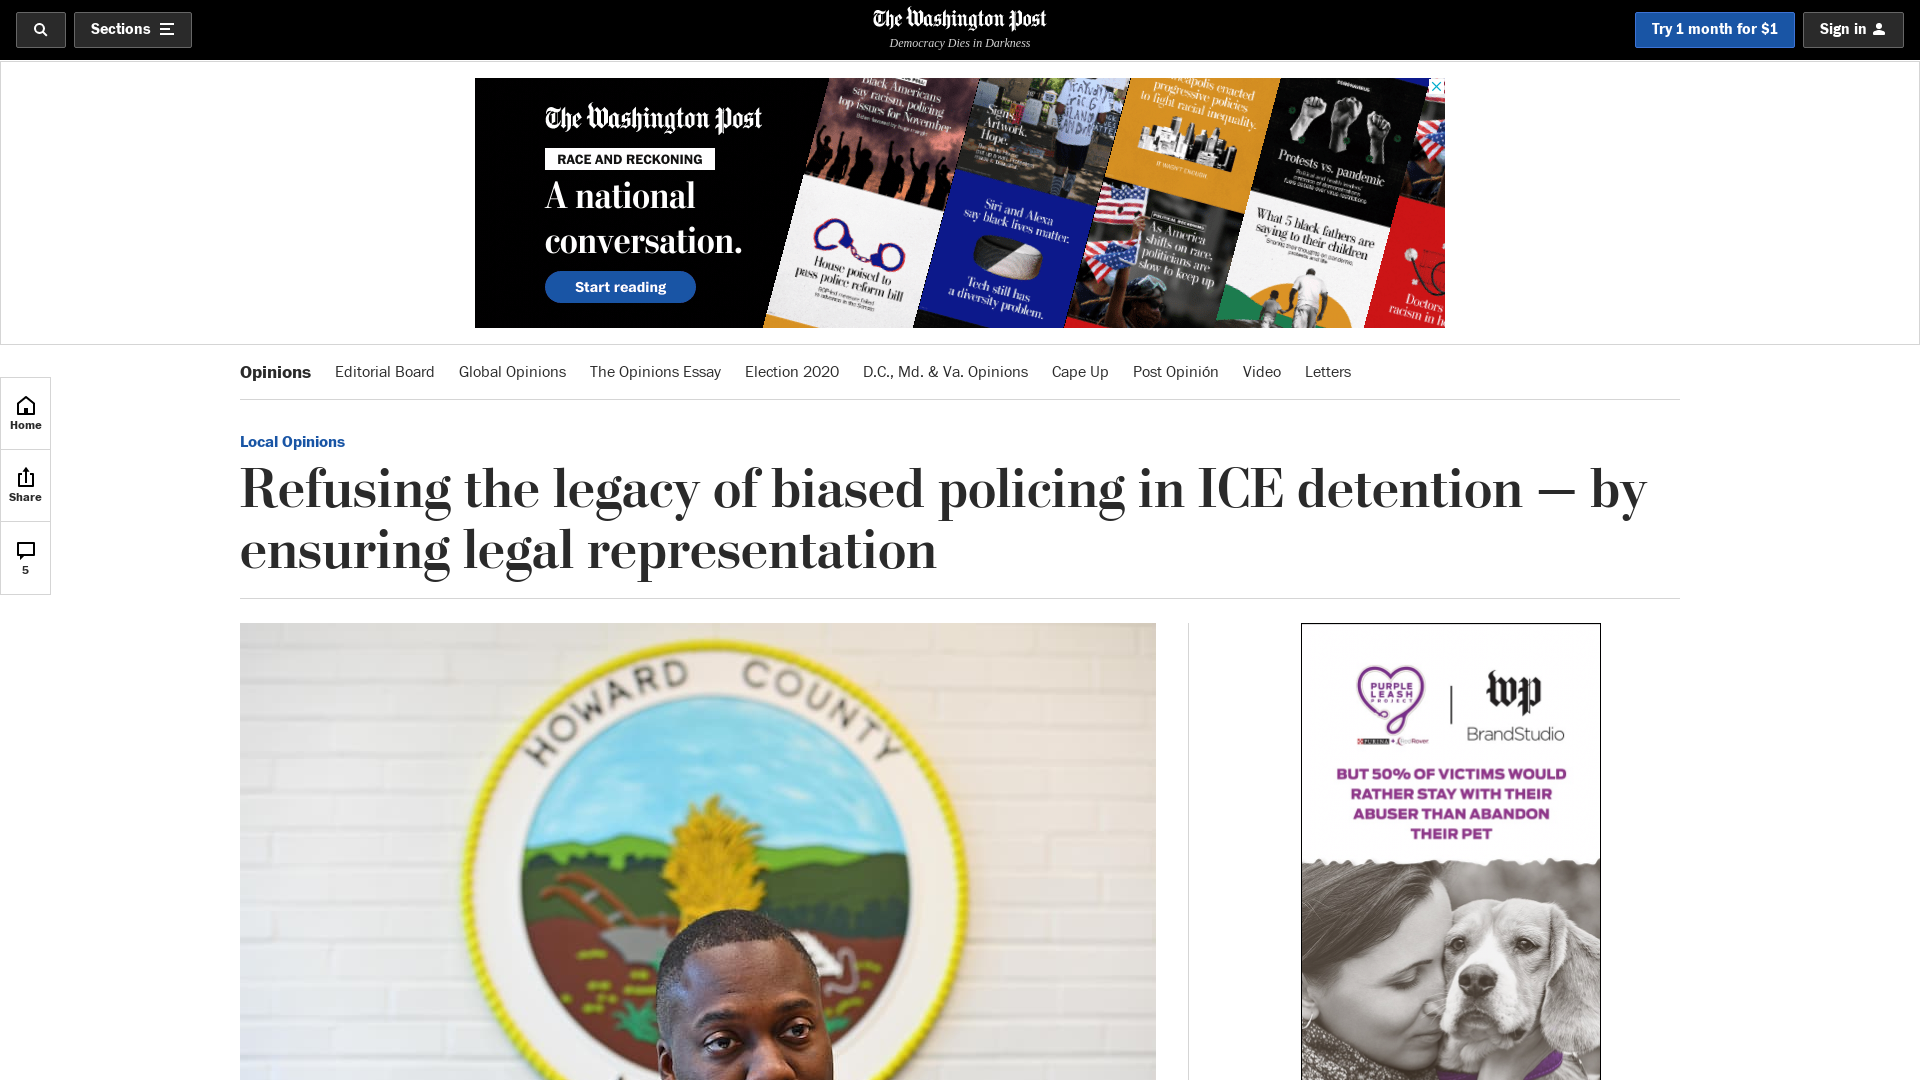 Sections
The Washington Post
Democracy Dies in Darkness
Try 1 month for $1
Sign in
The Washington Post
RACE AND RECKONING
A national
conversation.
Start reading
Black Americans
say racism, policing
top issues for November
House poised to
pass police reform bill
Signs.
Artwork.
Hope.
Siri and Alexa
say black lives matter.
Tech still has
a diversity problem.
progressive policies
to fight racial inequality.
IT WASN'T ENOUGH.
As America
shifts on race,
politicians are
slow to keep up
Protests vs. pandemic
What 5 black fathers are
saying to their children
Doctors
racism in
Opinions
Editorial Board
Global Opinions
The Opinions Essay
Election 2020
D.C., Md. & Va. Opinions
Cape Up
Post Opinión
Video
Letters
Home
Share
5
Local Opinions
Refusing the legacy of biased policing in ICE detention — by
ensuring legal representation
HOWARD COUNTY
PURPLE
LEASH
PROJECT
PURINA
wp
BrandStudio
BUT 50% OF VICTIMS WOULD
RATHER STAY WITH THEIR
ABUSER THAN ABANDON
THEIR PET